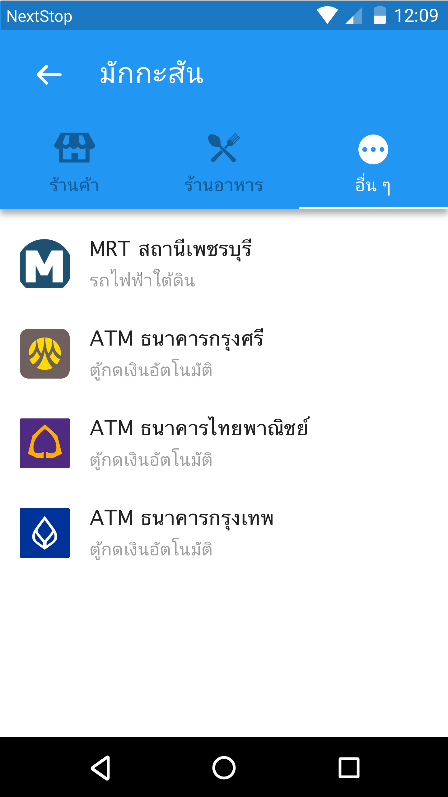 NextStop 12:09
มักกะสัน
ร้านค้า ร้านอาหาร อื่น ๆ
MRT สถานีเพชรบุรี
รถไฟฟ้าใต้ดิน
ATM ธนาคารกรุงศรี
ตู้กดเงินอัตโนมัติ
ATM ธนาคารไทยพาณิชย์
ตู้กดเงินอัตโนมัติ
ATM ธนาคารกรุงเทพ
ตู้กดเงินอัตโนมัติ